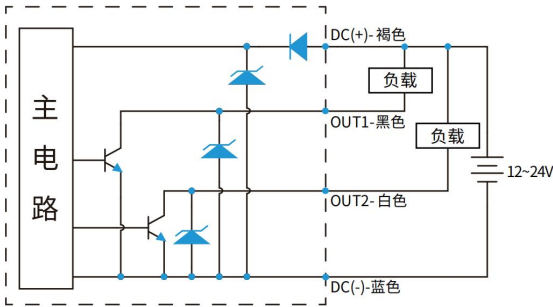 DC(+)-褐色
负载
OUT1-黑色
主电路
负载
12~24V
OUT2-白色
DC(-)-蓝色